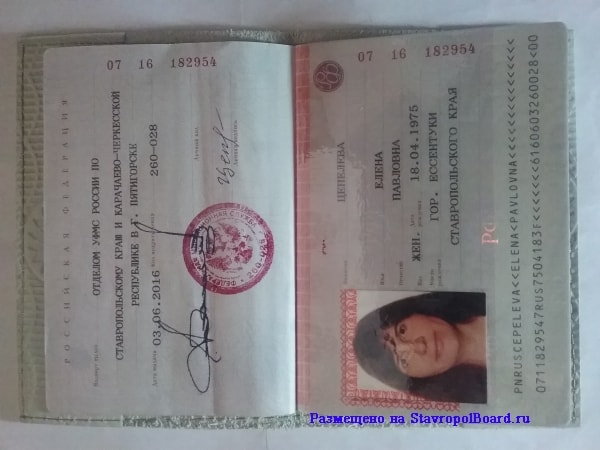 РОССИЙСКАЯ ФЕДЕРАЦИЯ
07 16 182954
Паспорт выдан
ОТДЕЛОМ УФМС РОССИИ ПО
СТАВРОПОЛЬСКОМУ КРАЮ И КАРАЧАЕВО-ЧЕРКЕССКОЙ
РЕСПУБЛИКЕ В Г. ПЯТИГОРСКЕ
Дата выдачи 03.06.2016 Код подразделения 260-028
Личный код
07 16 182954
Фамилия ЦЕПЕЛЕВА
Имя ЕЛЕНА
Отчество ПАВЛОВНА
Пол ЖЕН. Дата рождения 18.04.1975
Место рождения ГОР. ЕССЕНТУКИ
СТАВРОПОЛЬСКОГО КРАЯ
PNRUSCEPELEVA<<ELENA<PAVLOVNA<<<<<<<<<<<<<<<
0711829547RUS7504183F<<<<<<<6160603260028<00
Размещено на StavropolBoard.ru